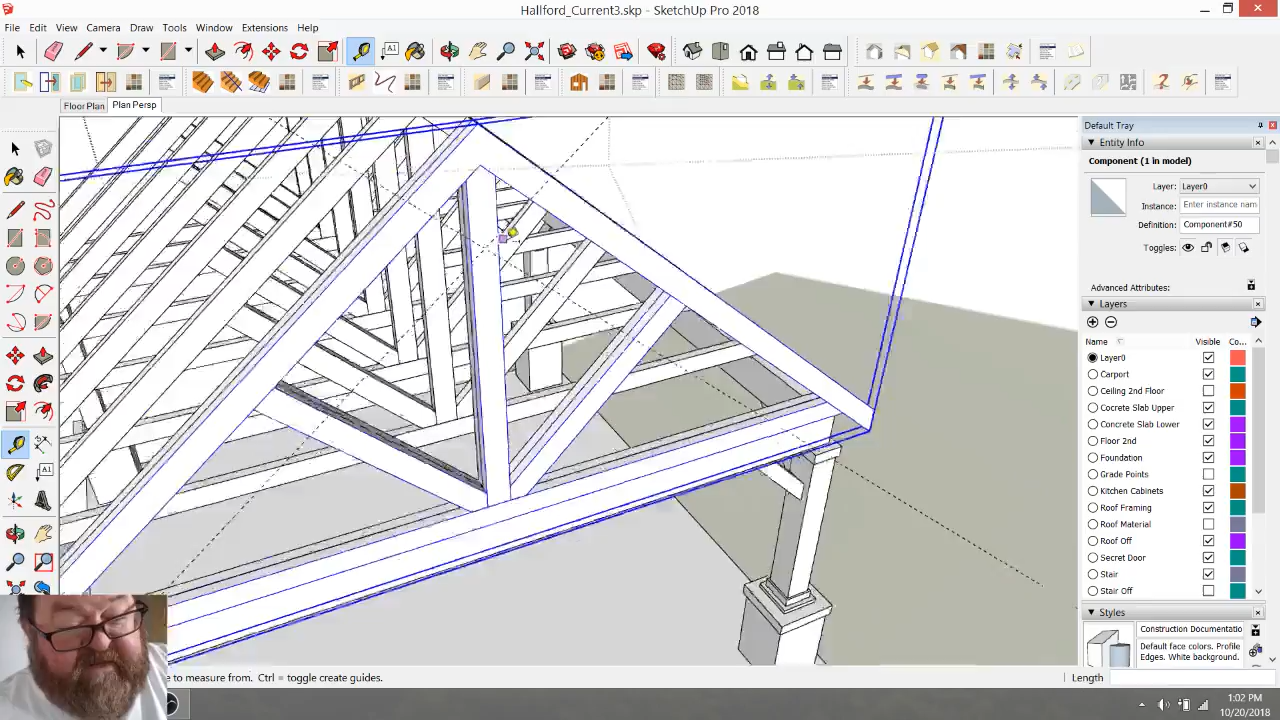 Hallford_Current3.skp - SketchUp Pro 2018
File Edit View Camera Draw Tools Window Extensions Help
Floor Plan Plan Persp
Default Tray
Entity Info
Component (1 in model)
Layer: Layer0
Instance: Enter instance nam
Definition: Component#50
Toggles:
Advanced Attributes:
Layers
Name Visible Co...
Layer0
Carport
Ceiling 2nd Floor
Cocrete Slab Upper
Cocrete Slab Lower
Floor 2nd
Foundation
Grade Points
Kitchen Cabinets
Roof Framing
Roof Material
Roof Off
Secret Door
Stair
Stair Off
Styles
Construction Documentatio
Default face colors. Profile
Edges. White background.
e to measure from. Ctrl = toggle create guides.
Length
1:02 PM
10/20/2018